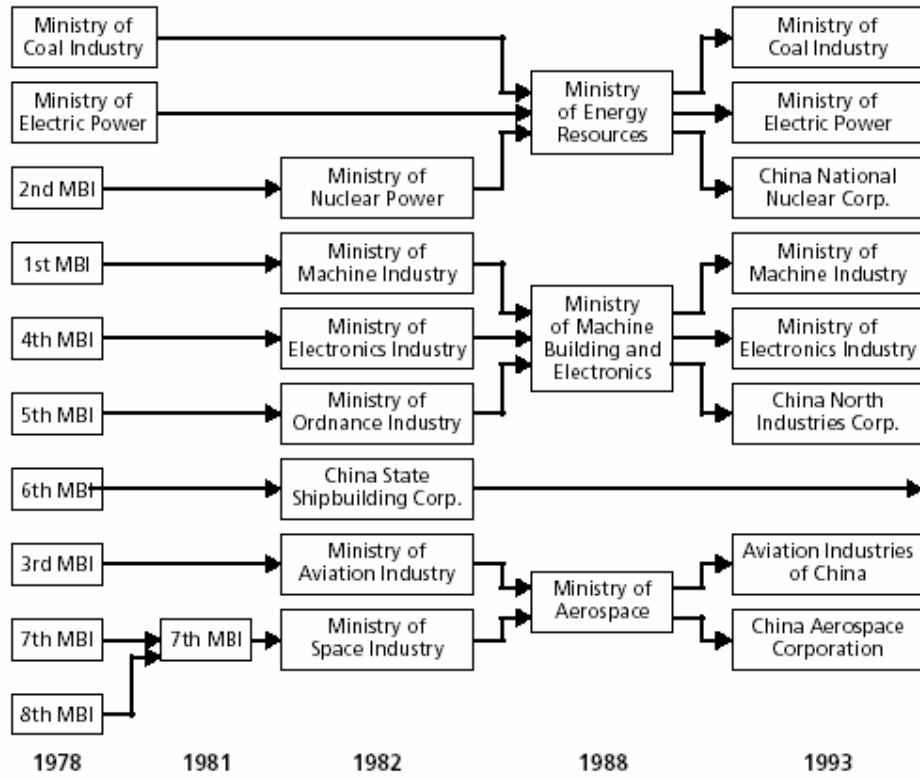 Ministry of
Coal Industry
Ministry of
Coal Industry
Ministry of
Energy
Resources
Ministry of
Electric Power
Ministry of
Electric Power
2nd MBI
Ministry of
Nuclear Power
China National
Nuclear Corp.
1st MBI
Ministry of
Machine Industry
Ministry of
Machine Industry
4th MBI
Ministry of
Electronics Industry
Ministry
of Machine
Building and
Electronics
Ministry of
Electronics Industry
5th MBI
Ministry of
Ordnance Industry
China North
Industries Corp.
6th MBI
China State
Shipbuilding Corp.
3rd MBI
Ministry of
Aviation Industry
Ministry of
Aerospace
Aviation Industries
of China
7th MBI
7th MBI
Ministry of
Space Industry
China Aerospace
Corporation
8th MBI
1978 1981 1982 1988 1993